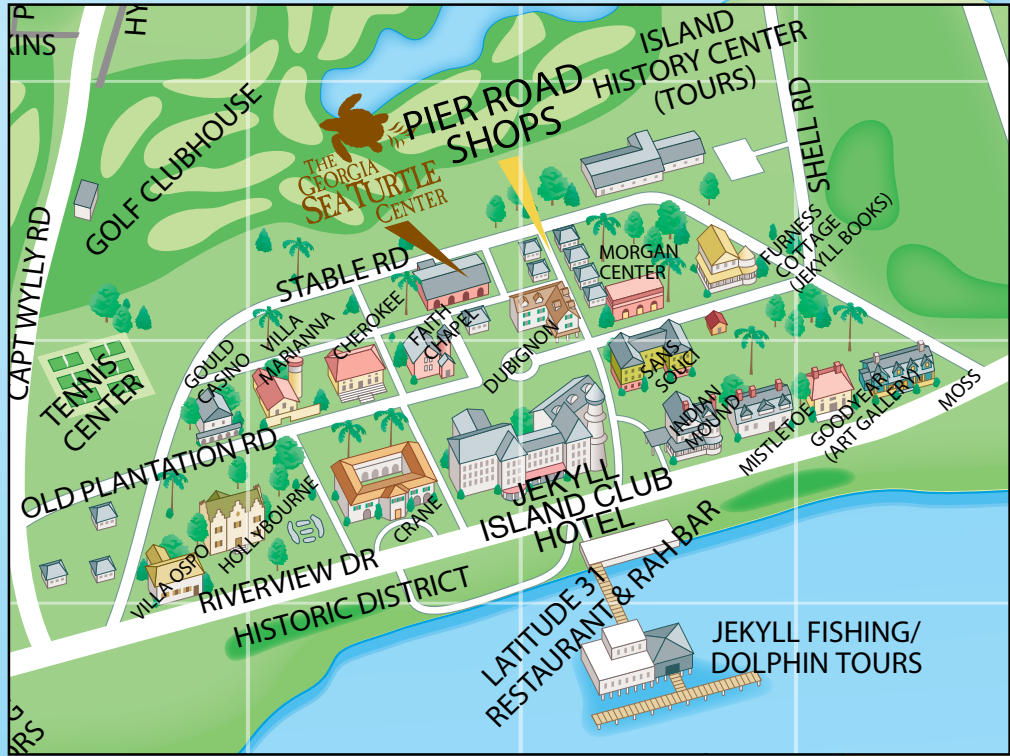 P
KINS
HY
ISLAND
HISTORY CENTER
(TOURS)
PIER ROAD
SHOPS
THE
GEORGIA
SEA TURTLE
CENTER
GOLF CLUBHOUSE
SHELL RD
CAPT WYLLY RD
STABLE RD
MORGAN
CENTER
FURNESS
COTTAGE
(JEKYLL BOOKS)
TENNIS
CENTER
GOULD
CASINO
VILLA
MARIANNA
CHEROKEE
FAITH
CHAPEL
DUBIGNON
SANS
SOUCI
INDIAN
MOUND
MISTLETOE
GOODYEAR
(ART GALLERY)
MOSS
OLD PLANTATION RD
VILLA OSPO
HOLLYBOURNE
CRANE
JEKYLL
ISLAND CLUB
HOTEL
RIVERVIEW DR
HISTORIC DISTRICT
LATITUDE 31
RESTAURANT & RAH BAR
JEKYLL FISHING/
DOLPHIN TOURS
G
RS